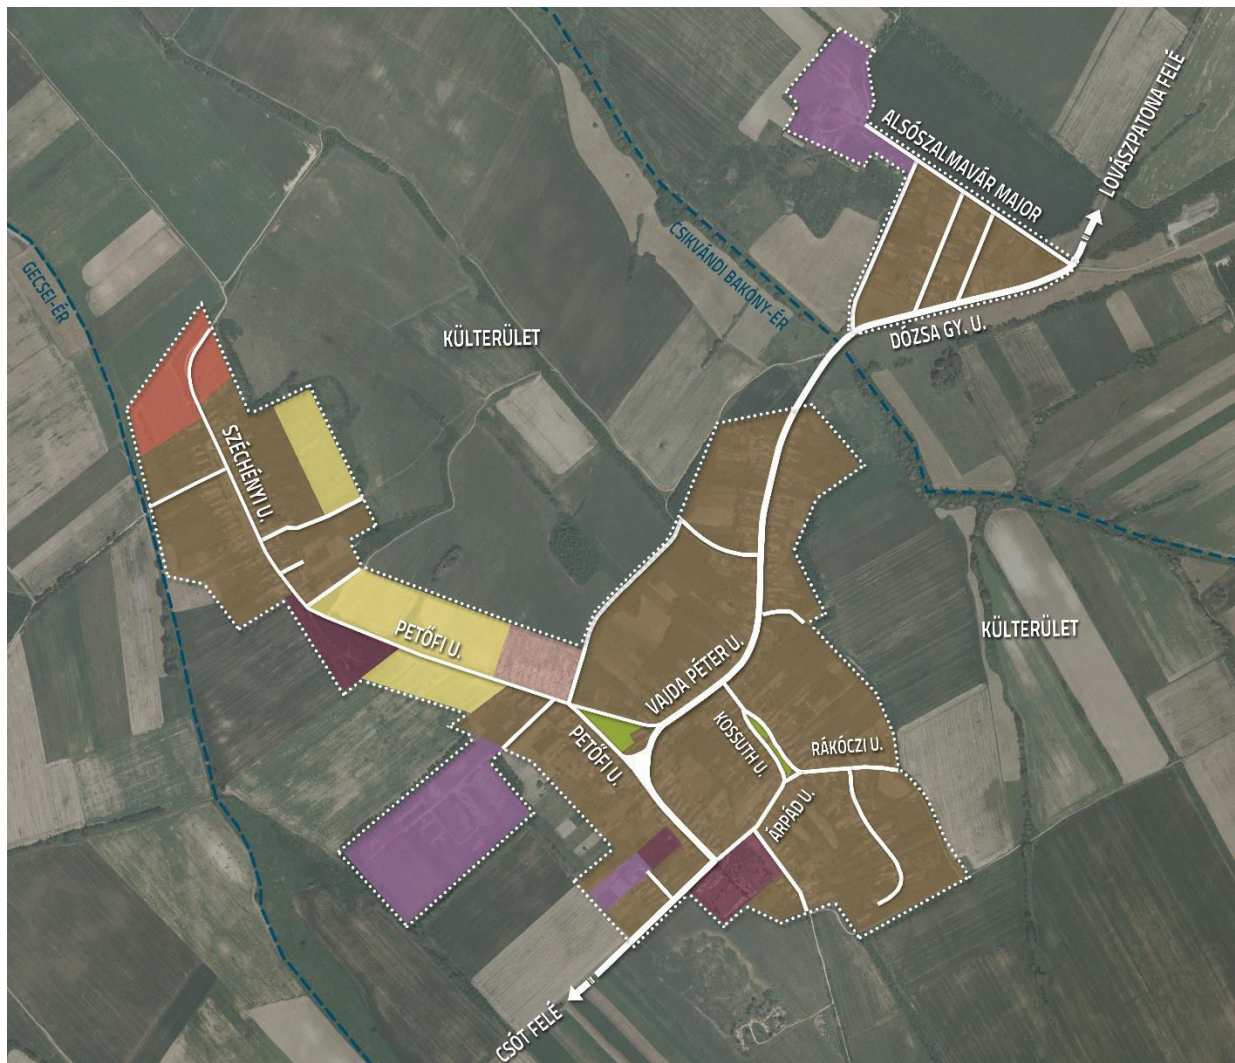 ALSÓSZALMAVÁR MAJOR
LOVÁSZPATONA FELÉ
CSIKVÁNDI BAKONY-ÉR
GECSEI-ÉR
KÜLTERÜLET
DÓZSA GY. U.
SZÉCHÉNYI U.
PETŐFI U.
KÜLTERÜLET
VAJDA PÉTER U.
KOSSUTH U.
RÁKÓCZI U.
PETŐFI U.
ÁRPÁD U.
CSÓT FELÉ